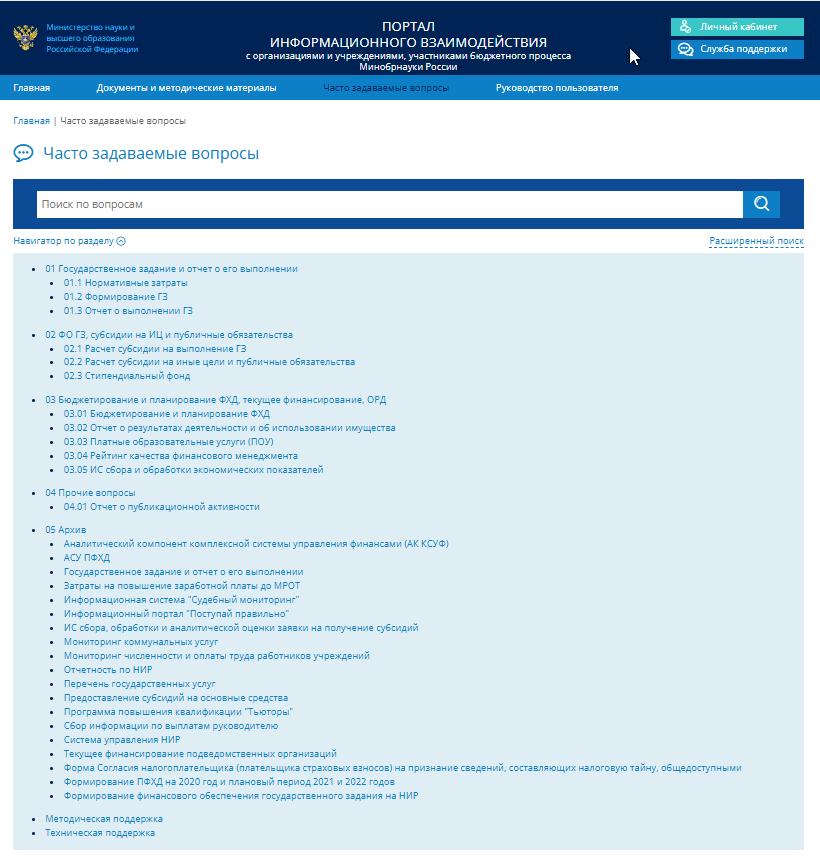 Министерство науки и
высшего образования
Российской Федерации
ПОРТАЛ
ИНФОРМАЦИОННОГО ВЗАИМОДЕЙСТВИЯ
с организациями и учреждениями, участниками бюджетного процесса
Минобрнауки России
Личный кабинет
Служба поддержки
Главная Документы и методические материалы Часто задаваемые вопросы Руководство пользователя
Главная | Часто задаваемые вопросы
Часто задаваемые вопросы
Поиск по вопросам
Навигатор по разделу Расширенный поиск
01 Государственное задание и отчет о его выполнении
01.1 Нормативные затраты
01.2 Формирование ГЗ
01.3 Отчет о выполнении ГЗ
02 ФО ГЗ, субсидии на ИЦ и публичные обязательства
02.1 Расчет субсидии на выполнение ГЗ
02.2 Расчет субсидии на иные цели и публичные обязательства
02.3 Стипендиальный фонд
03 Бюджетирование и планирование ФХД, текущее финансирование, ОРД
03.01 Бюджетирование и планирование ФХД
03.02 Отчет о результатах деятельности и об использовании имущества
03.03 Платные образовательные услуги (ПОУ)
03.04 Рейтинг качества финансового менеджмента
03.05 ИС сбора и обработки экономических показателей
04 Прочие вопросы
04.01 Отчет о публикационной активности
05 Архив
Аналитический компонент комплексной системы управления финансами (АК КСУФ)
АСУ ПФХД
Государственное задание и отчет о его выполнении
Затраты на повышение заработной платы до МРОТ
Информационная система "Судебный мониторинг"
Информационный портал "Поступай правильно"
ИС сбора, обработки и аналитической оценки заявки на получение субсидий
Мониторинг коммунальных услуг
Мониторинг численности и оплаты труда работников учреждений
Отчетность по НИР
Перечень государственных услуг
Предоставление субсидий на основные средства
Программа повышения квалификации "Тьюторы"
Сбор информации по выплатам руководителю
Система управления НИР
Текущее финансирование подведомственных организаций
Форма Согласия налогоплательщика (плательщика страховых взносов) на признание сведений, составляющих налоговую тайну, общедоступными
Формирование ПФХД на 2020 год и плановый период 2021 и 2022 годов
Формирование финансового обеспечения государственного задания на НИР
Методическая поддержка
Техническая поддержка